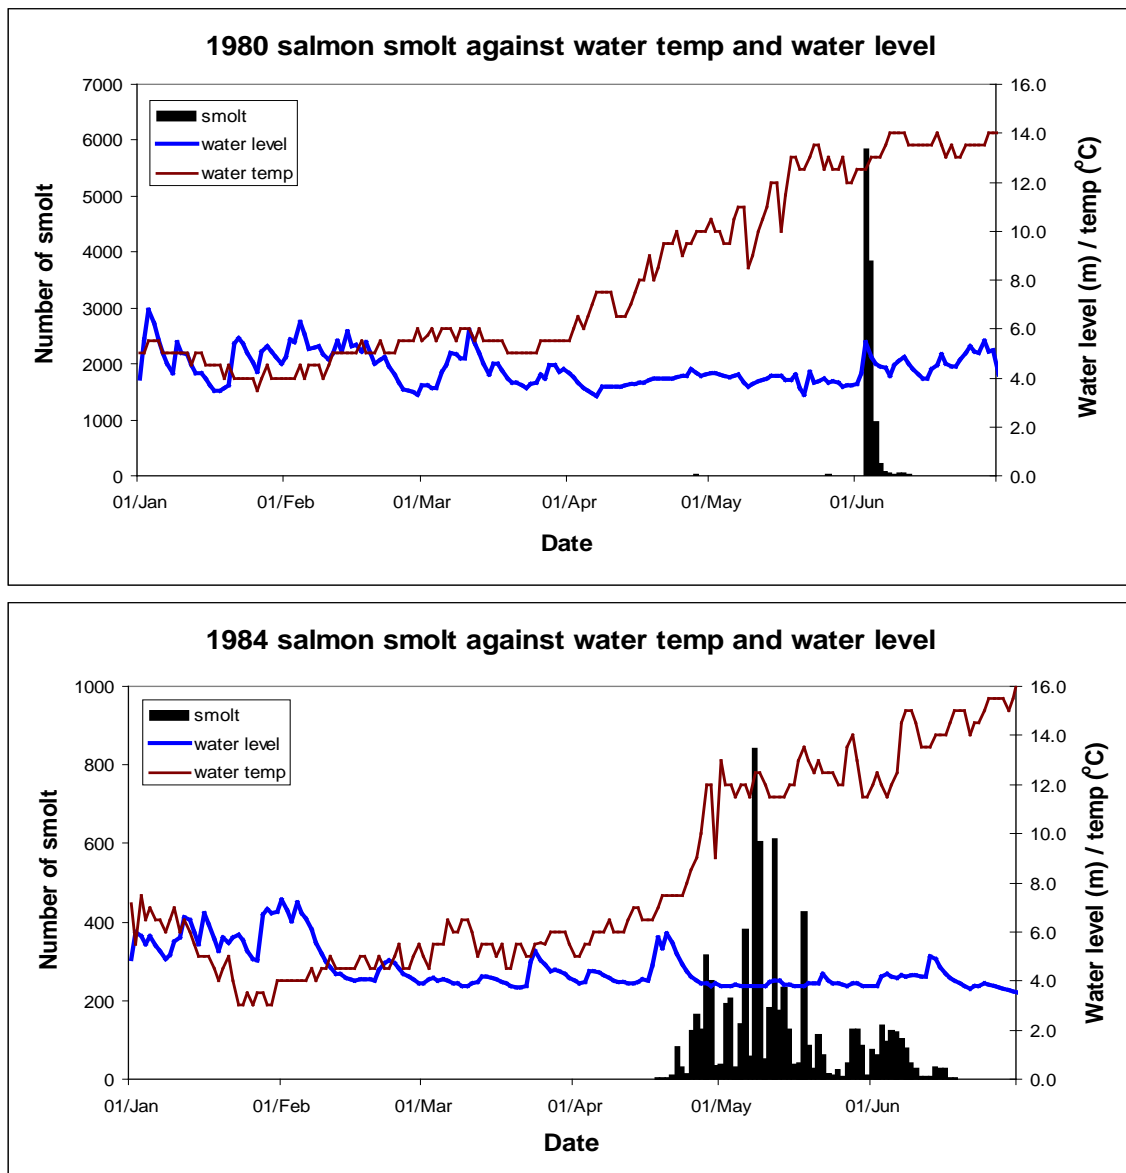 1980 salmon smolt against water temp and water level
7000
6000
5000
4000
3000
2000
1000
0
Number of smolt
smolt
water level
water temp
16.0
14.0
12.0
10.0
8.0
6.0
4.0
2.0
0.0
Water level (m) / temp (°C)
01/Jan 01/Feb 01/Mar 01/Apr 01/May 01/Jun
Date
1984 salmon smolt against water temp and water level
1000
800
600
400
200
0
Number of smolt
smolt
water level
water temp
16.0
14.0
12.0
10.0
8.0
6.0
4.0
2.0
0.0
Water level (m) / temp (°C)
01/Jan 01/Feb 01/Mar 01/Apr 01/May 01/Jun
Date